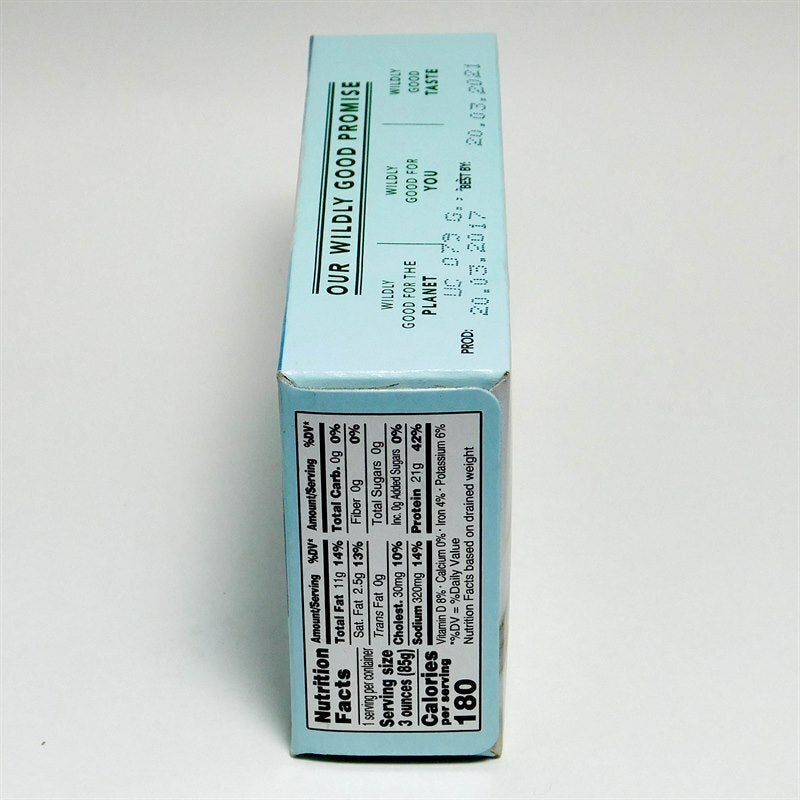 OUR WILDLY GOOD PROMISE
WILDLY
GOOD FOR THE
PLANET
WILDLY
GOOD FOR
YOU
WILDLY
GOOD
TASTE
UC 079
PROD: 20.03.2017
BEST BY: 20.03.2021
Nutrition
Facts
1 serving per container
Serving size
3 ounces (85g)
Calories
per serving
180
Amount/Serving %DV*
Total Fat 11g 14%
Sat. Fat 2.5g 13%
Trans Fat 0g
Cholest. 30mg 10%
Sodium 320mg 14%
Amount/Serving %DV*
Total Carb. 0g 0%
Fiber 0g 0%
Total Sugars 0g
Inc. 0g Added Sugars 0%
Protein 21g 42%
Vitamin D 8% · Calcium 0% · Iron 4% · Potassium 6%
*%DV = %Daily Value
Nutrition Facts based on drained weight